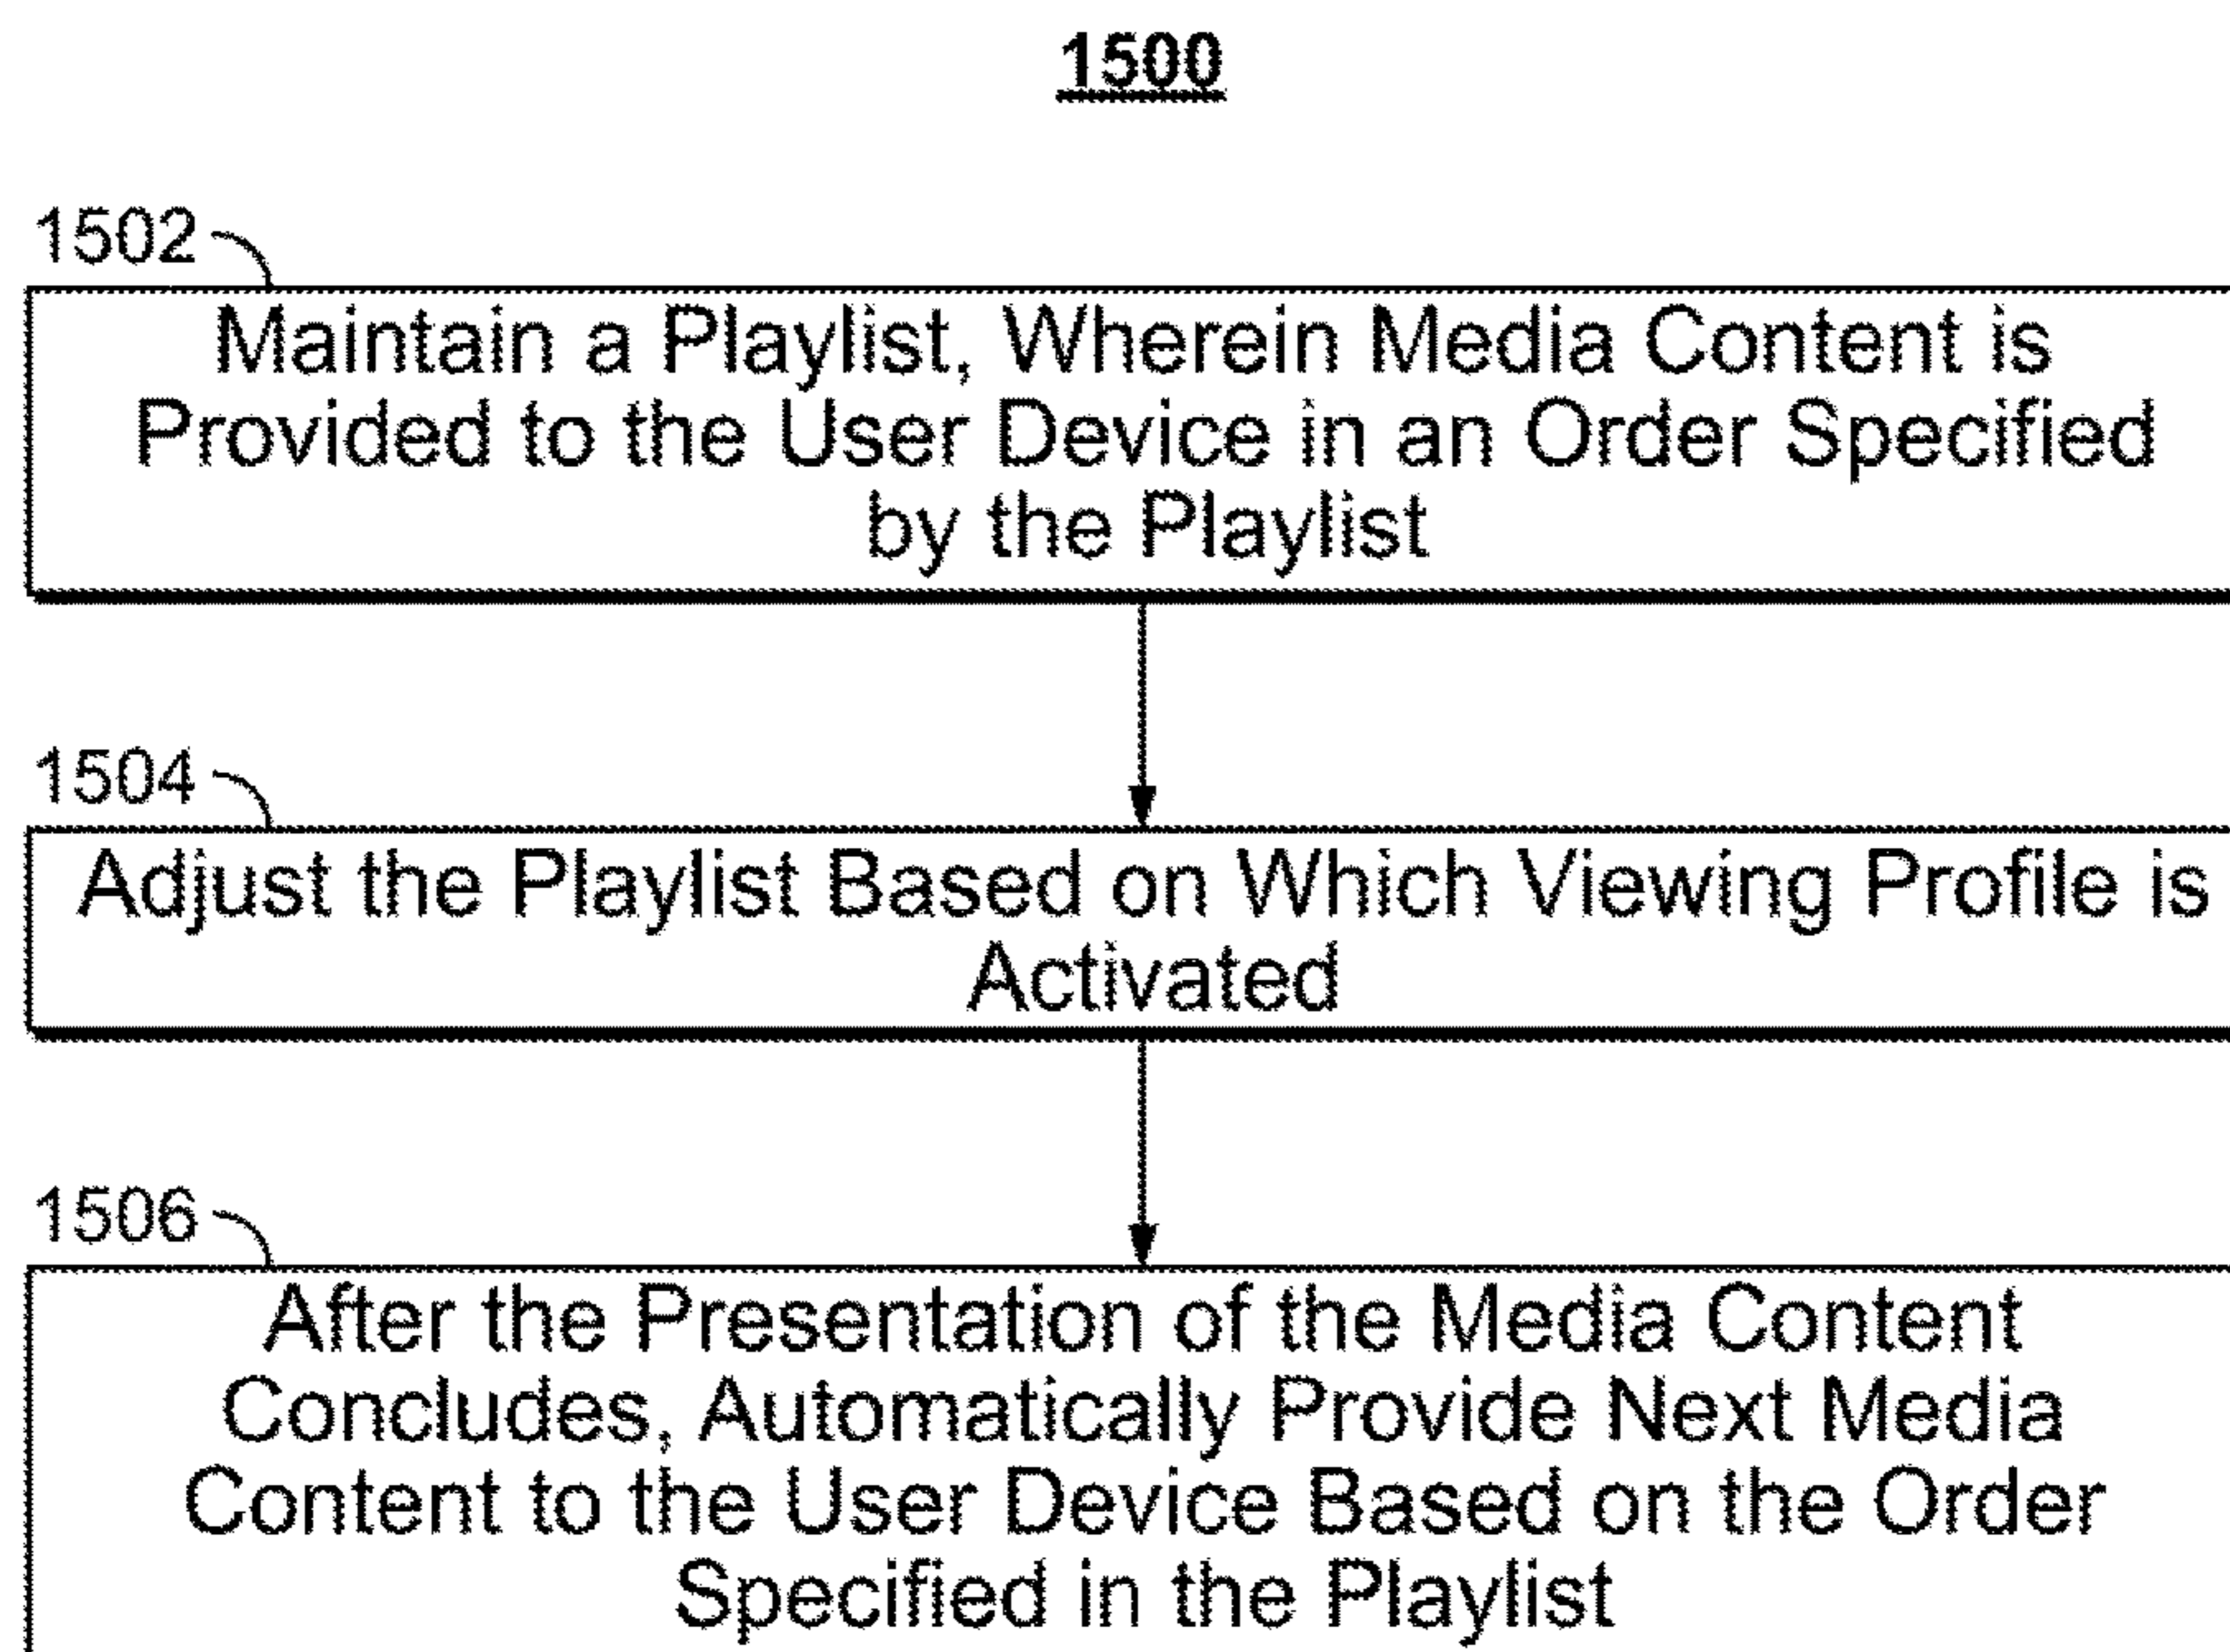 1500
1502
Maintain a Playlist, Wherein Media Content is
Provided to the User Device in an Order Specified
by the Playlist
1504
Adjust the Playlist Based on Which Viewing Profile is
Activated
1506
After the Presentation of the Media Content
Concludes, Automatically Provide Next Media
Content to the User Device Based on the Order
Specified in the Playlist